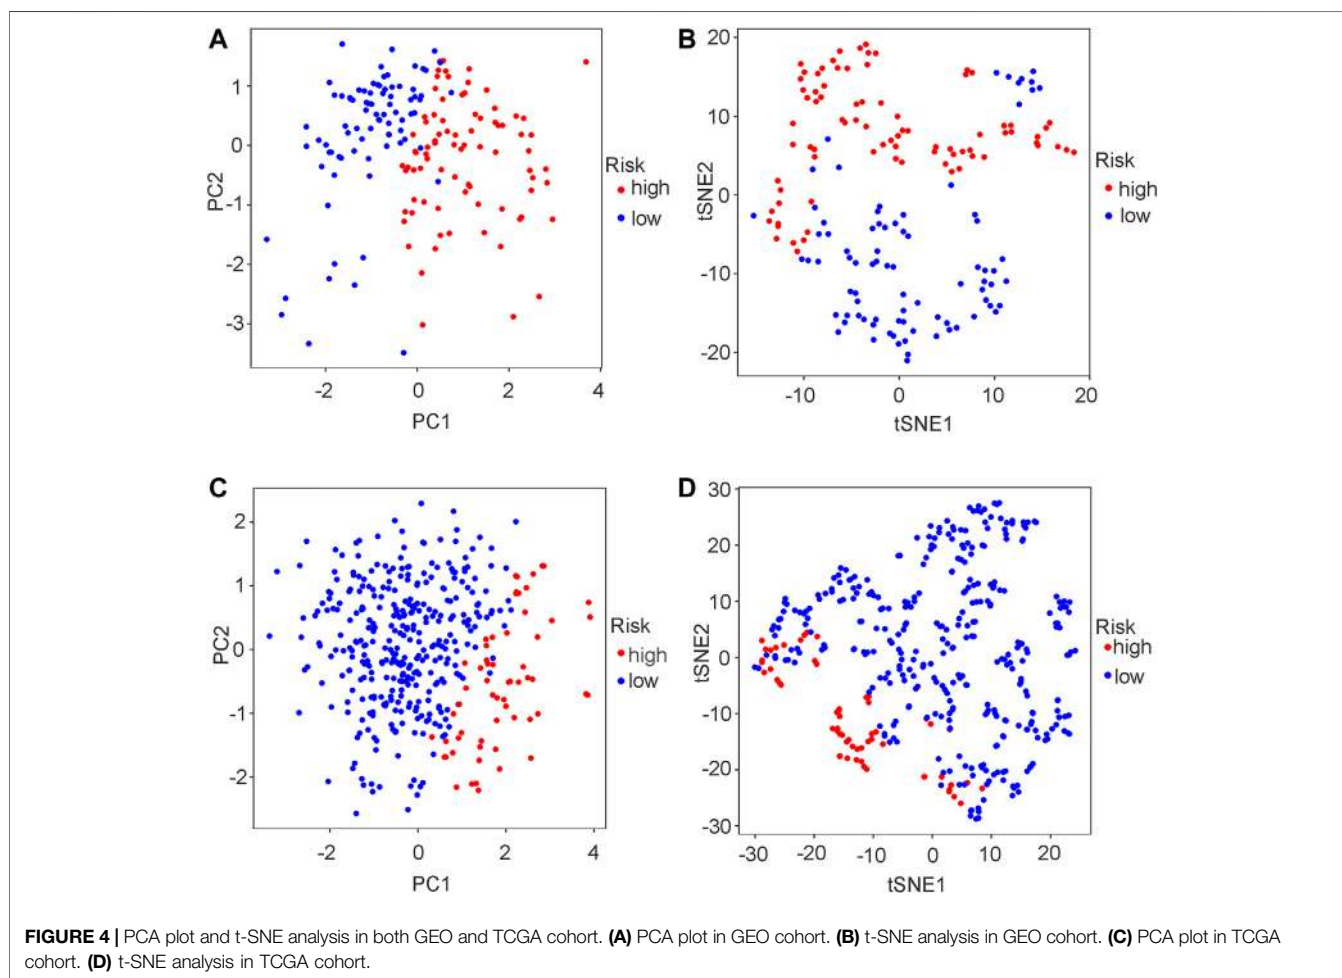 A
1
0
-1
-2
-3
PC2
-2
0
2
4
PC1
Risk
high
low
B
20
10
0
-10
-20
tSNE2
-10
0
10
20
tSNE1
Risk
high
low
C
2
1
0
-1
-2
PC2
-2
0
2
4
PC1
Risk
high
low
D
30
20
10
0
-10
-20
-30
tSNE2
-30
-20
-10
0
10
20
tSNE1
Risk
high
low
FIGURE 4 | PCA plot and t-SNE analysis in both GEO and TCGA cohort. (A) PCA plot in GEO cohort. (B) t-SNE analysis in GEO cohort. (C) PCA plot in TCGA
cohort. (D) t-SNE analysis in TCGA cohort.